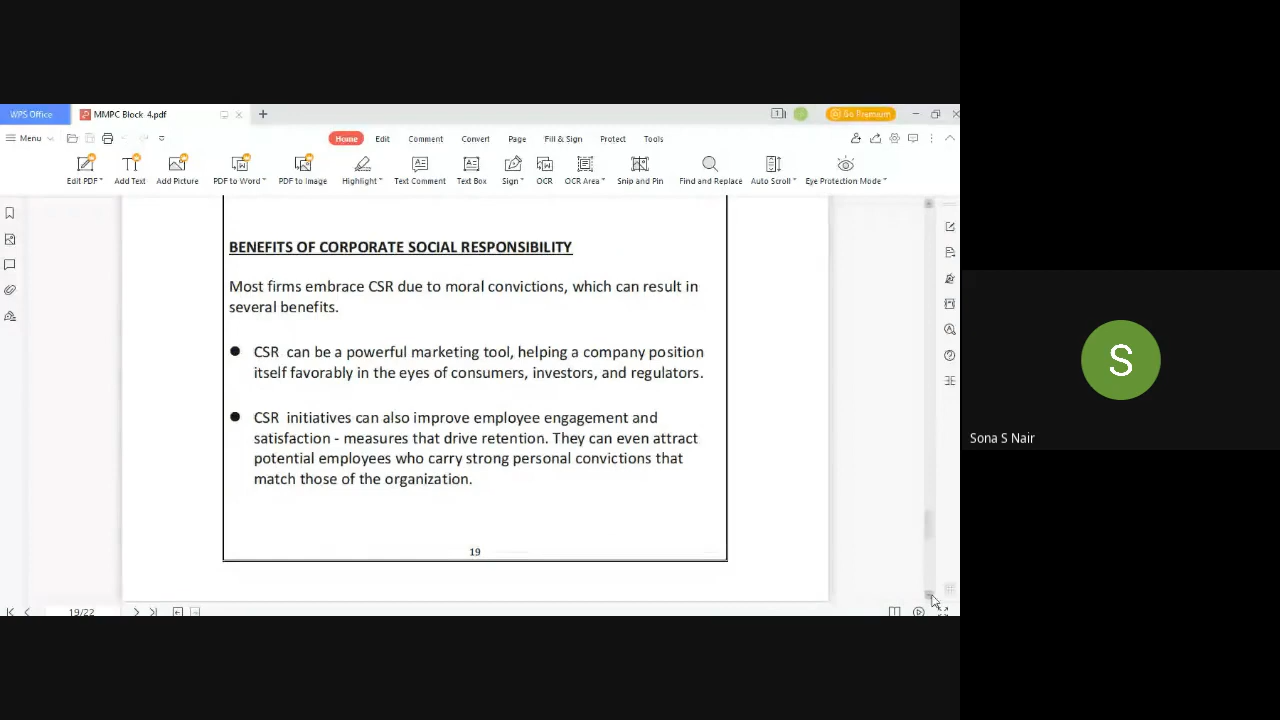 WPS Office
MMPC Block 4.pdf
Go Premium
Menu
Home Edit Comment Convert Page Fill & Sign Protect Tools
Edit PDF Add Text Add Picture PDF to Word PDF to Image Highlight Text Comment Text Box Sign OCR OCR Area Snip and Pin Find and Replace Auto Scroll Eye Protection Mode
BENEFITS OF CORPORATE SOCIAL RESPONSIBILITY
Most firms embrace CSR due to moral convictions, which can result in
several benefits.
● CSR can be a powerful marketing tool, helping a company position
itself favorably in the eyes of consumers, investors, and regulators.
● CSR initiatives can also improve employee engagement and
satisfaction - measures that drive retention. They can even attract
potential employees who carry strong personal convictions that
match those of the organization.
19
19/22
S
Sona S Nair